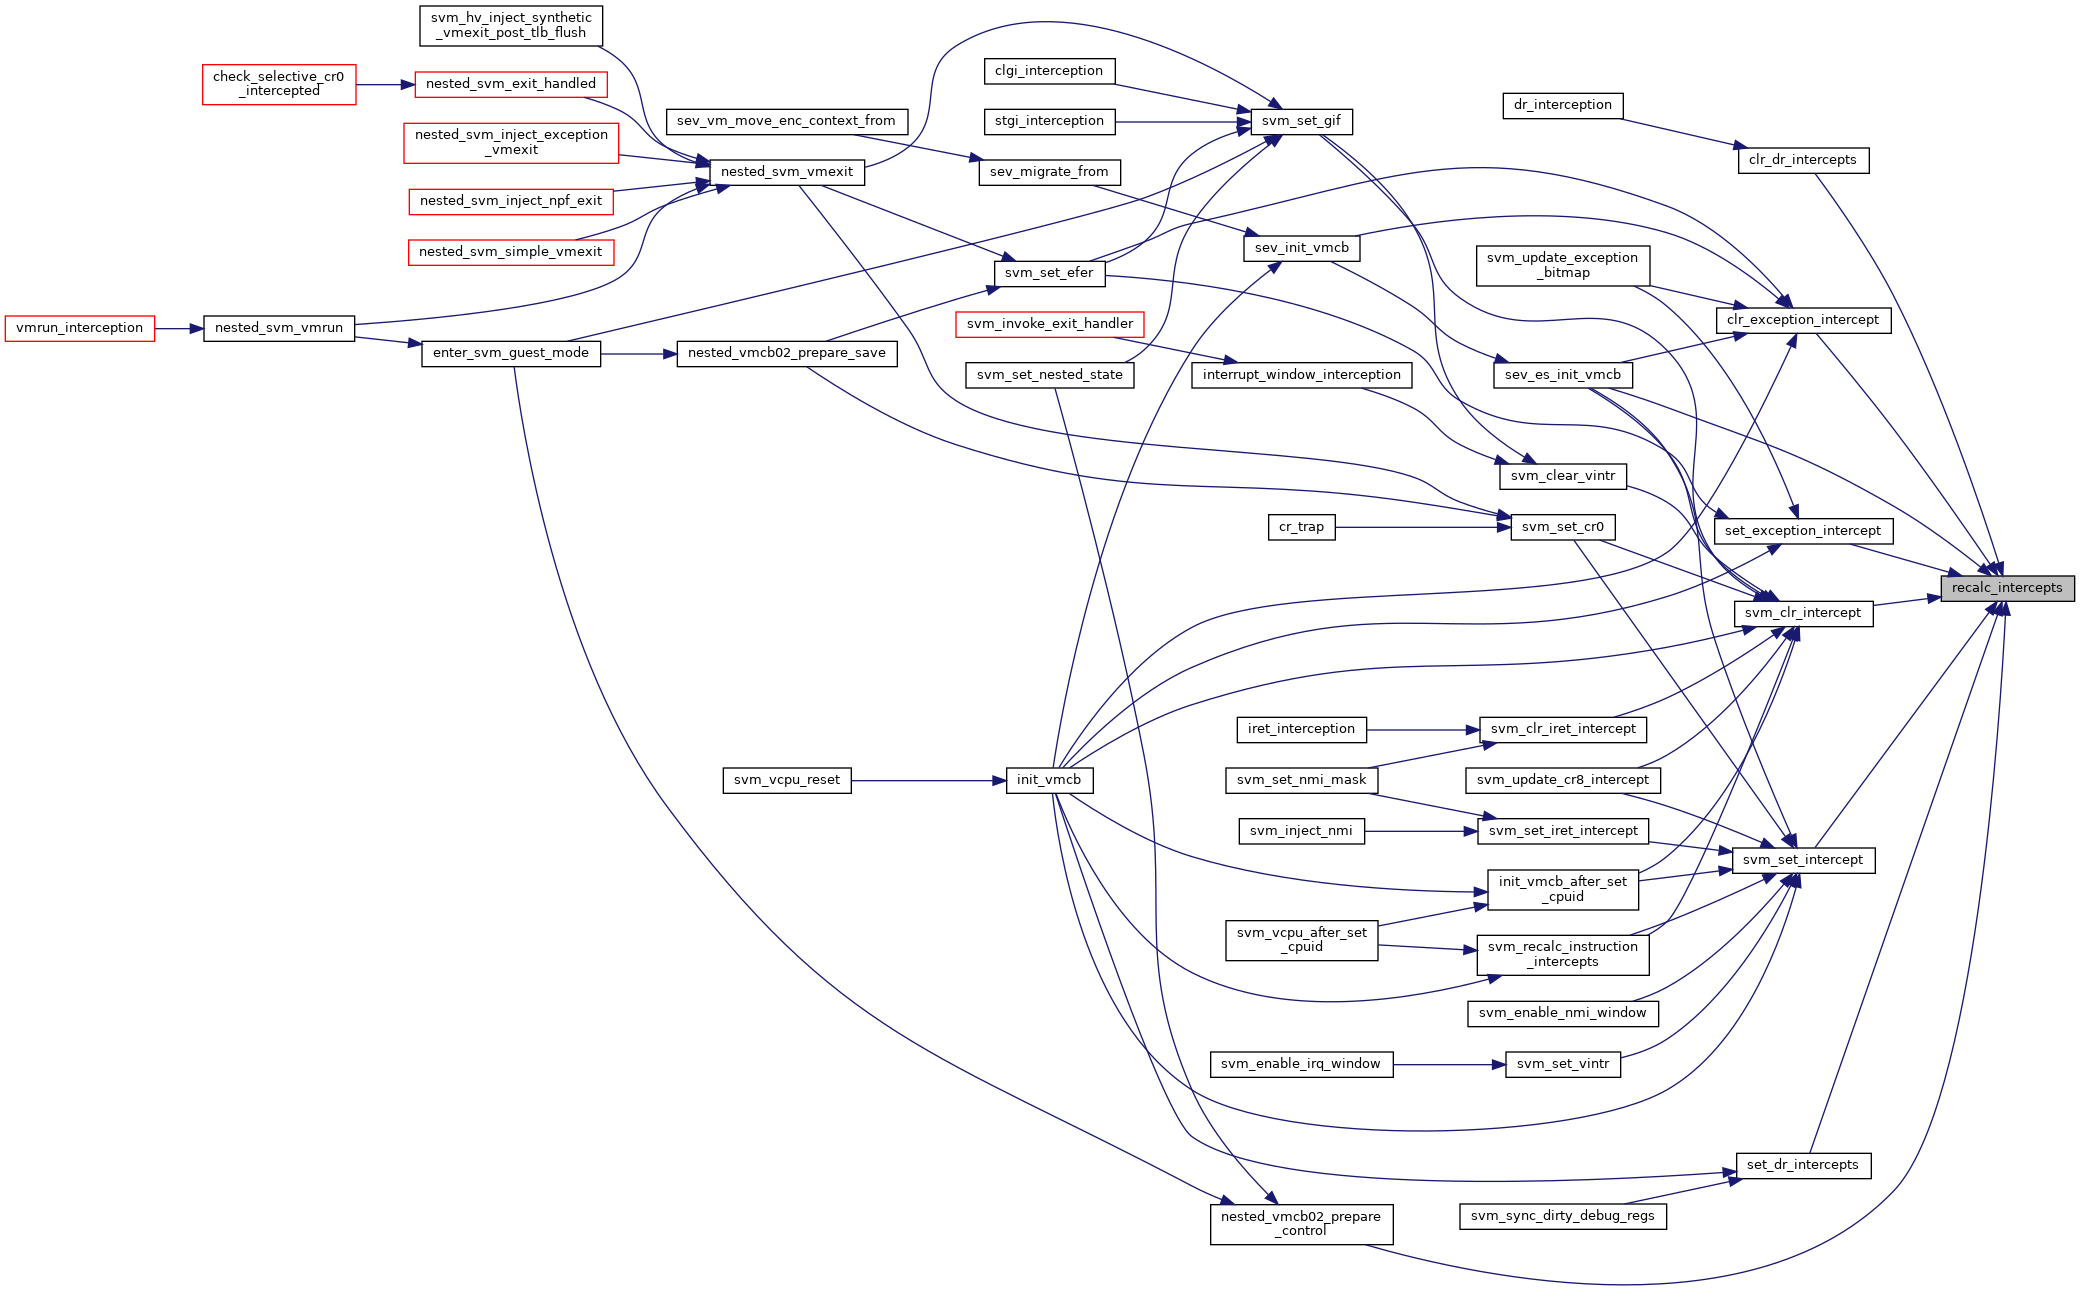 svm_hv_inject_synthetic
_vmexit_post_tlb_flush
check_selective_cr0
_intercepted
nested_svm_exit_handled
nested_svm_inject_exception
_vmexit
nested_svm_inject_npf_exit
nested_svm_simple_vmexit
vmrun_interception
nested_svm_vmrun
enter_svm_guest_mode
sev_vm_move_enc_context_from
nested_svm_vmexit
nested_vmcb02_prepare_save
svm_vcpu_reset
clgi_interception
stgi_interception
sev_migrate_from
svm_set_efer
svm_invoke_exit_handler
svm_set_nested_state
init_vmcb
svm_set_gif
sev_init_vmcb
interrupt_window_interception
cr_trap
iret_interception
svm_set_nmi_mask
svm_inject_nmi
svm_vcpu_after_set
_cpuid
svm_enable_irq_window
nested_vmcb02_prepare
_control
dr_interception
svm_update_exception
_bitmap
sev_es_init_vmcb
svm_clear_vintr
svm_set_cr0
svm_clr_iret_intercept
svm_update_cr8_intercept
svm_set_iret_intercept
init_vmcb_after_set
_cpuid
svm_recalc_instruction
_intercepts
svm_enable_nmi_window
svm_set_vintr
svm_sync_dirty_debug_regs
clr_dr_intercepts
clr_exception_intercept
set_exception_intercept
svm_clr_intercept
svm_set_intercept
set_dr_intercepts
recalc_intercepts